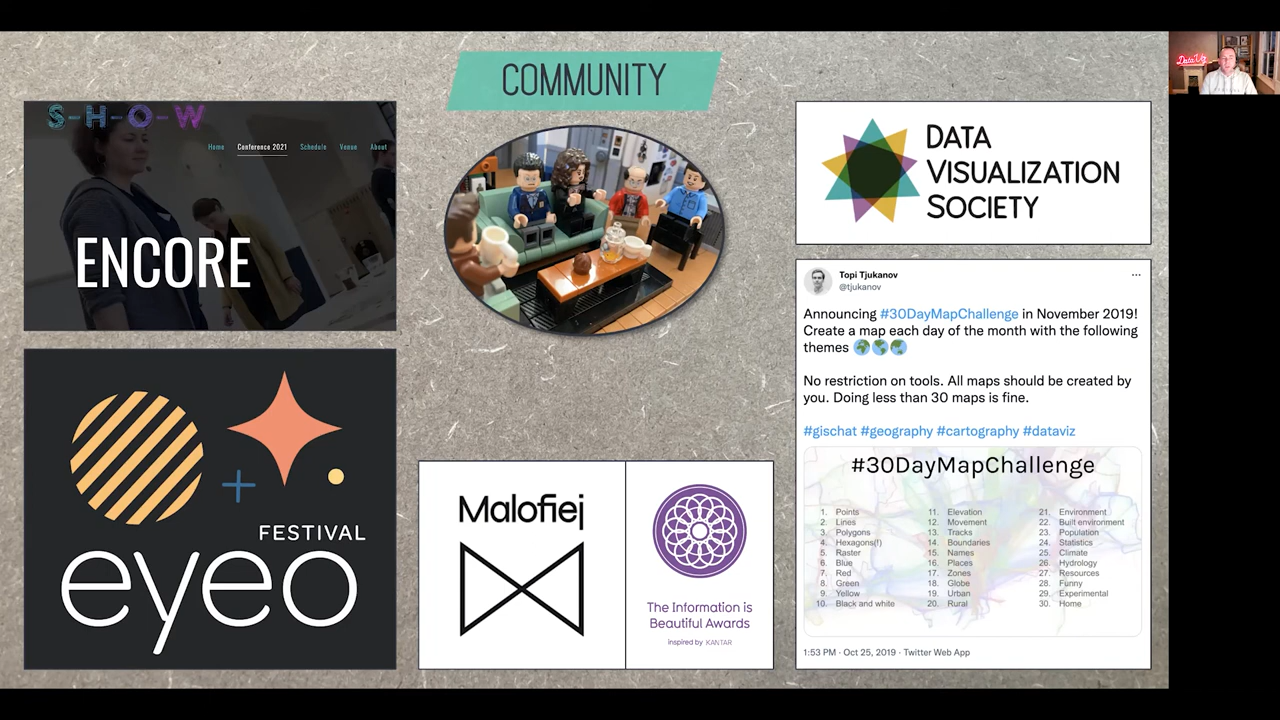 COMMUNITY
S-H-O-W
Home Conference 2021 Schedule Venue About
ENCORE
FESTIVAL
eyeo
Malofiej
The Information is
Beautiful Awards
inspired by KANTAR
DATA
VISUALIZATION
SOCIETY
Topi Tjukanov
@tjukanov
Announcing #30DayMapChallenge in November 2019!
Create a map each day of the month with the following
themes
No restriction on tools. All maps should be created by
you. Doing less than 30 maps is fine.
#gischat #geography #cartography #dataviz
#30DayMapChallenge
1. Points
2. Lines
3. Polygons
4. Hexagons(!)
5. Raster
6. Blue
7. Red
8. Green
9. Yellow
10. Black and white
11. Elevation
12. Movement
13. Tracks
14. Boundaries
15. Names
16. Places
17. Zones
18. Globe
19. Urban
20. Rural
21. Environment
22. Built environment
23. Population
24. Statistics
25. Climate
26. Hydrology
27. Resources
28. Funny
29. Experimental
30. Home
1:53 PM · Oct 25, 2019 · Twitter Web App
Data Viz